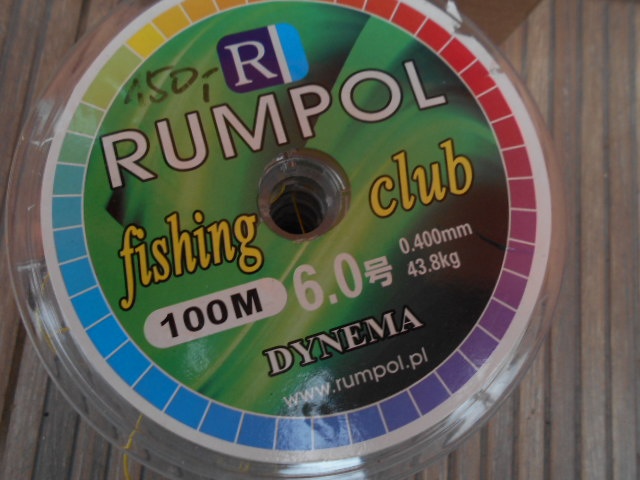 R
RUMPOL
fishing club
100M 6.0号 0.400mm
43.8kg
DYNEMA
www.rumpol.pl